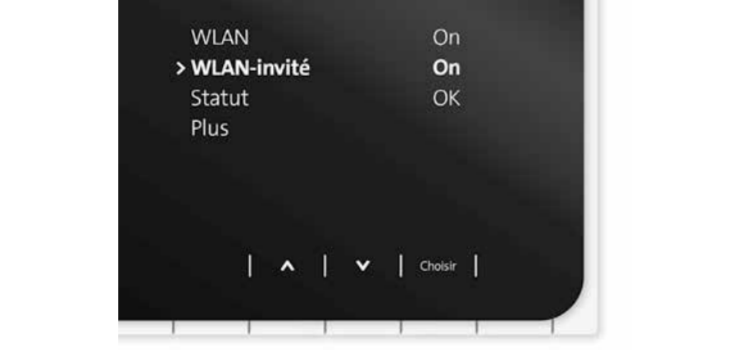 WLAN On
> WLAN-invité On
Statut OK
Plus
Choisir